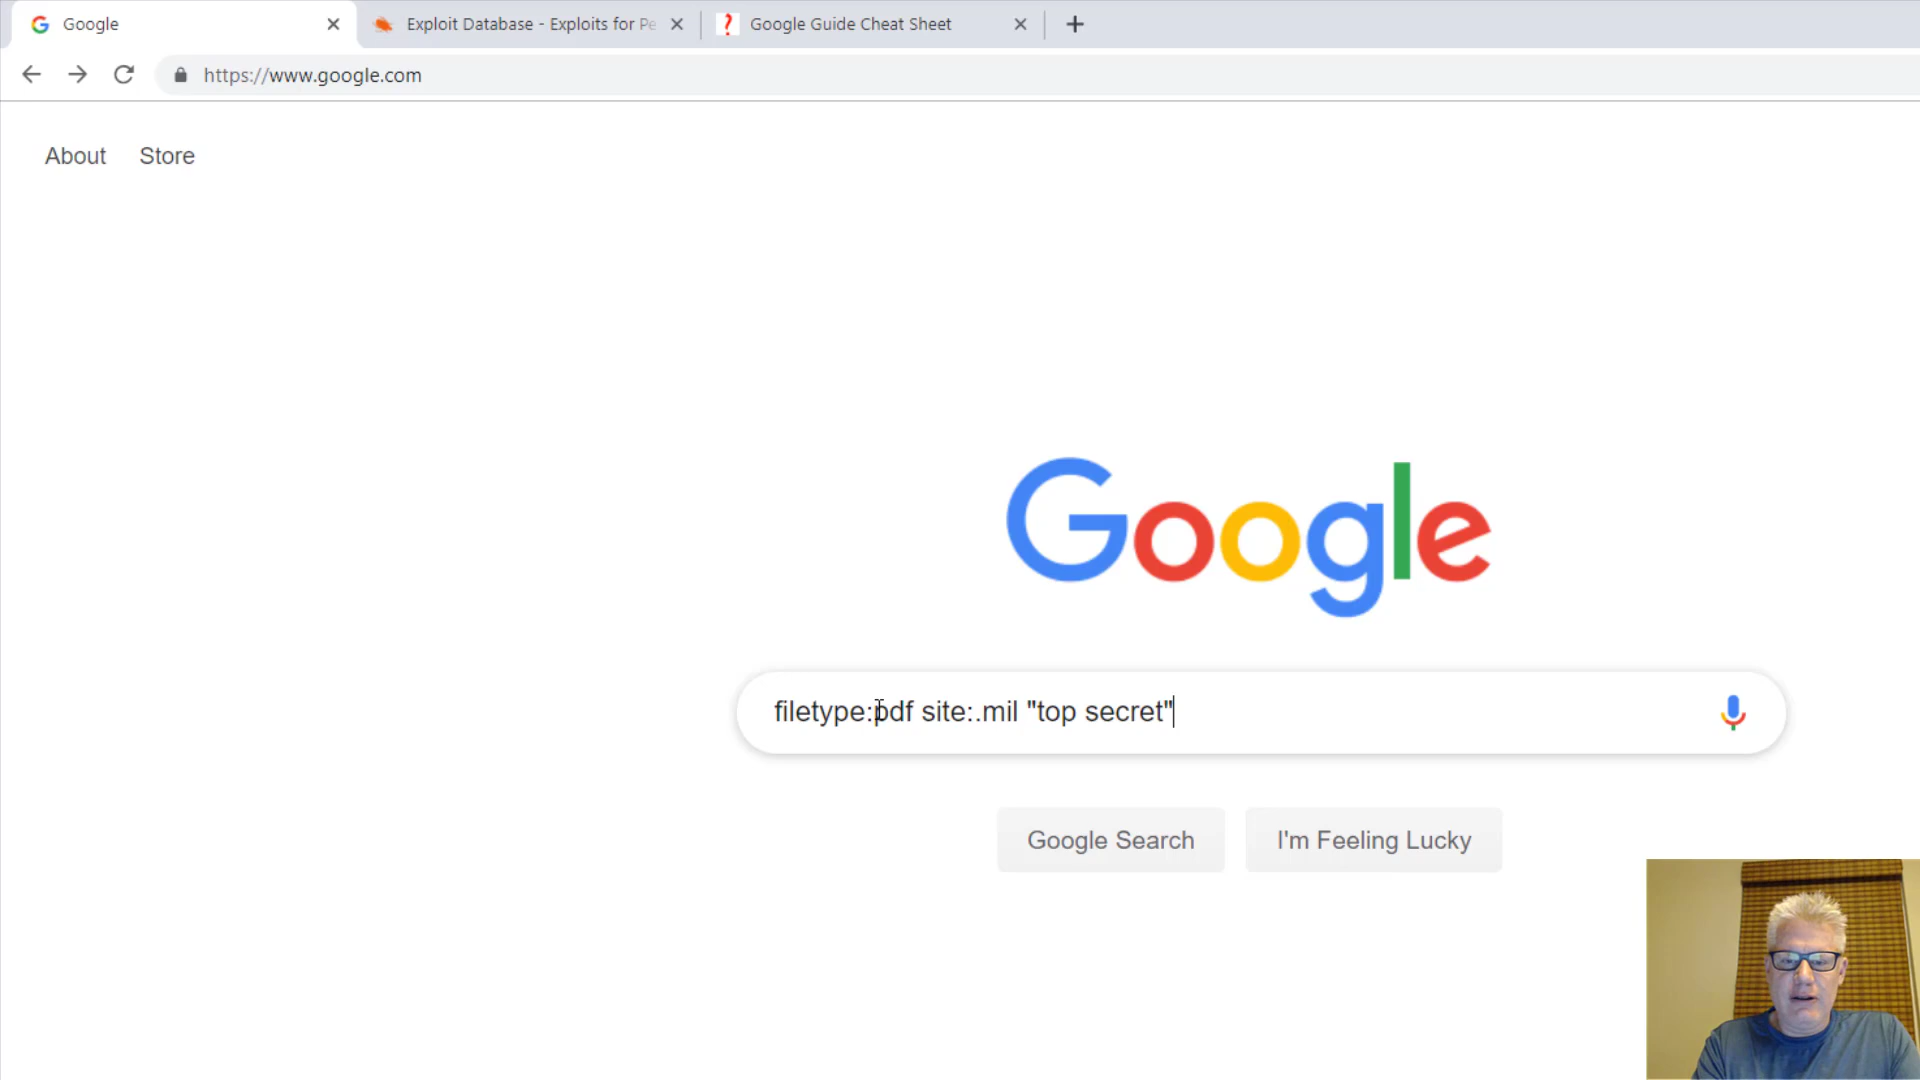 Google
Exploit Database - Exploits for Pe
Google Guide Cheat Sheet
https://www.google.com
About
Store
Google
filetype:pdf site:.mil "top secret"
Google Search
I'm Feeling Lucky